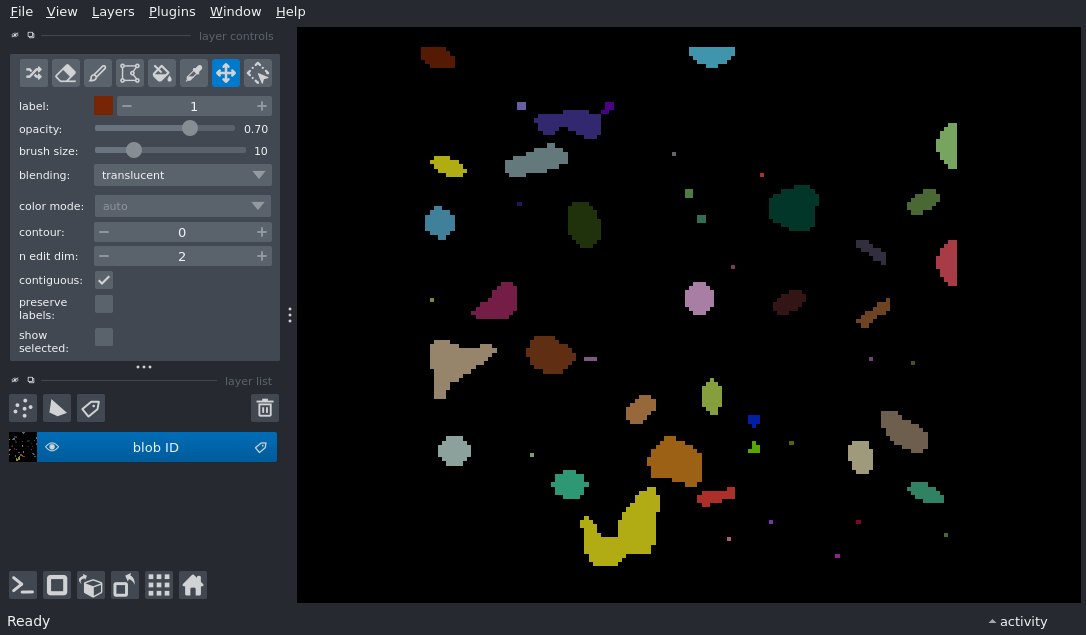 File View Layers Plugins Window Help
layer controls
label: 1
opacity: 0.70
brush size: 10
blending: translucent
color mode: auto
contour: 0
n edit dim: 2
contiguous:
preserve
labels:
show
selected:
layer list
blob ID
Ready
activity